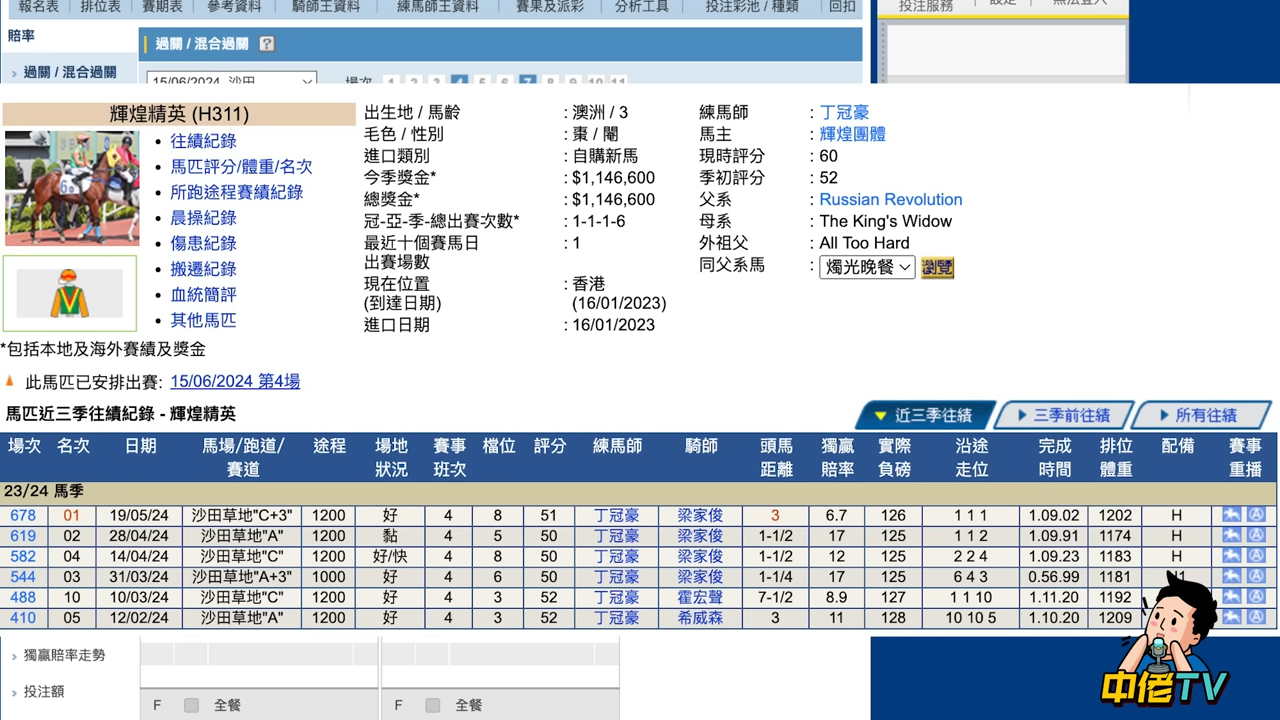 報名表 排位表 賽期表 參考資料 騎師王資料 練馬師王資料 賽果及派彩 分析工具 投注彩池 / 種類 回扣
投注服務 設定
賠率
過關 / 混合過關 ?
› 過關 / 混合過關
15/06/2024 沙田 場次 1 2 3 4 5 6 7 8 9 10 11
輝煌精英 (H311)
• 往績紀錄
• 馬匹評分/體重/名次
• 所跑途程賽績紀錄
• 晨操紀錄
• 傷患紀錄
• 搬遷紀錄
• 血統簡評
• 其他馬匹
出生地 / 馬齡 : 澳洲 / 3
毛色 / 性別 : 棗 / 閹
進口類別 : 自購新馬
今季獎金* : $1,146,600
總獎金* : $1,146,600
冠-亞-季-總出賽次數* : 1-1-1-6
最近十個賽馬日 : 1
出賽場數
現在位置 : 香港
(到達日期) (16/01/2023)
進口日期 : 16/01/2023
練馬師 : 丁冠豪
馬主 : 輝煌團體
現時評分 : 60
季初評分 : 52
父系 : Russian Revolution
母系 : The King's Widow
外祖父 : All Too Hard
同父系馬 : 燭光晚餐 瀏覽
*包括本地及海外賽績及獎金
此馬匹已安排出賽: 15/06/2024 第4場
馬匹近三季往績紀錄 - 輝煌精英
近三季往績 三季前往績 所有往績
場次 名次 日期 馬場/跑道/ 途程 場地 賽事 檔位 評分 練馬師 騎師 頭馬 獨贏 實際 沿途 完成 排位 配備 賽事
賽道 狀況 班次 距離 賠率 負磅 走位 時間 體重 重播
23/24 馬季
678 01 19/05/24 沙田草地"C+3" 1200 好 4 8 51 丁冠豪 梁家俊 3 6.7 126 1 1 1 1.09.02 1202 H
619 02 28/04/24 沙田草地"A" 1200 黏 4 5 50 丁冠豪 梁家俊 1-1/2 17 125 1 1 2 1.09.91 1174 H
582 04 14/04/24 沙田草地"C" 1200 好/快 4 8 50 丁冠豪 梁家俊 1-1/2 12 125 2 2 4 1.09.23 1183 H
544 03 31/03/24 沙田草地"A+3" 1000 好 4 6 50 丁冠豪 梁家俊 1-1/4 17 125 6 4 3 0.56.99 1181
488 10 10/03/24 沙田草地"C" 1200 好 4 3 52 丁冠豪 霍宏聲 7-1/2 8.9 127 1 1 10 1.11.20 1192
410 05 12/02/24 沙田草地"A" 1200 好 4 3 52 丁冠豪 希威森 3 11 128 10 10 5 1.10.20 1209
› 獨贏賠率走勢
› 投注額
F 全餐 F 全餐
中佬TV